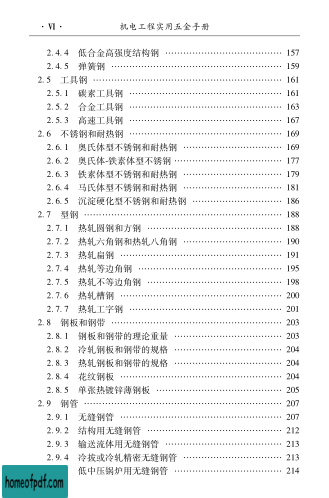 · Ⅵ · 机电工程实用五金手册
2.4.4 低合金高强度结构钢 …… 157
2.4.5 弹簧钢 …… 159
2.5 工具钢 …… 161
2.5.1 碳素工具钢 …… 161
2.5.2 合金工具钢 …… 163
2.5.3 高速工具钢 …… 167
2.6 不锈钢和耐热钢 …… 169
2.6.1 奥氏体型不锈钢和耐热钢 …… 169
2.6.2 奥氏体-铁素体型不锈钢 …… 177
2.6.3 铁素体型不锈钢和耐热钢 …… 179
2.6.4 马氏体型不锈钢和耐热钢 …… 181
2.6.5 沉淀硬化型不锈钢和耐热钢 …… 186
2.7 型钢 …… 188
2.7.1 热轧圆钢和方钢 …… 188
2.7.2 热轧六角钢和热轧八角钢 …… 190
2.7.3 热轧扁钢 …… 191
2.7.4 热轧等边角钢 …… 195
2.7.5 热轧不等边角钢 …… 198
2.7.6 热轧槽钢 …… 200
2.7.7 热轧工字钢 …… 201
2.8 钢板和钢带 …… 203
2.8.1 钢板和钢带的理论重量 …… 203
2.8.2 冷轧钢板和钢带的规格 …… 204
2.8.3 热轧钢板和钢带的规格 …… 204
2.8.4 花纹钢板 …… 204
2.8.5 单张热镀锌薄钢板 …… 205
2.9 钢管 …… 207
2.9.1 无缝钢管 …… 207
2.9.2 结构用无缝钢管 …… 212
2.9.3 输送流体用无缝钢管 …… 213
2.9.4 冷拔或冷轧精密无缝钢管 …… 213
低中压锅炉用无缝钢管 …… 214
homeofpdf.com